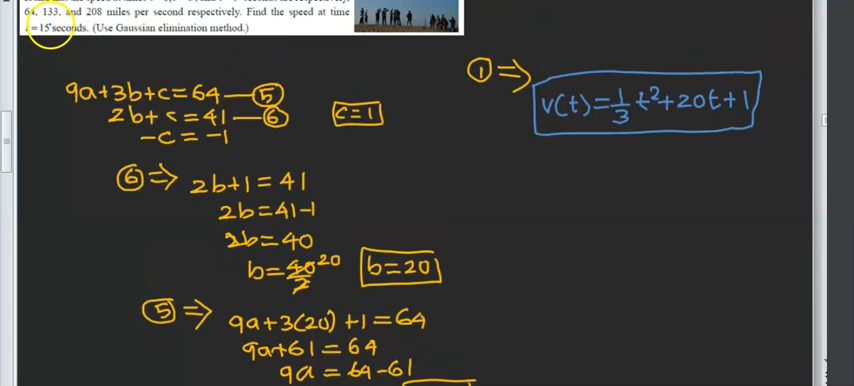 64, 133, and 208 miles per second respectively. Find the speed at time
t = 15 seconds. (Use Gaussian elimination method.)
① ⇒
v(t) = 1/3 t² + 20t + 1
9a + 3b + c = 64 — ⑤
2b + c = 41 — ⑥
-c = -1
c = 1
⑥ ⇒ 2b + 1 = 41
2b = 41 - 1
2b = 40
b = 40/2 20
b = 20
⑤ ⇒ 9a + 3(20) + 1 = 64
9a + 61 = 64
9a = 64 - 61